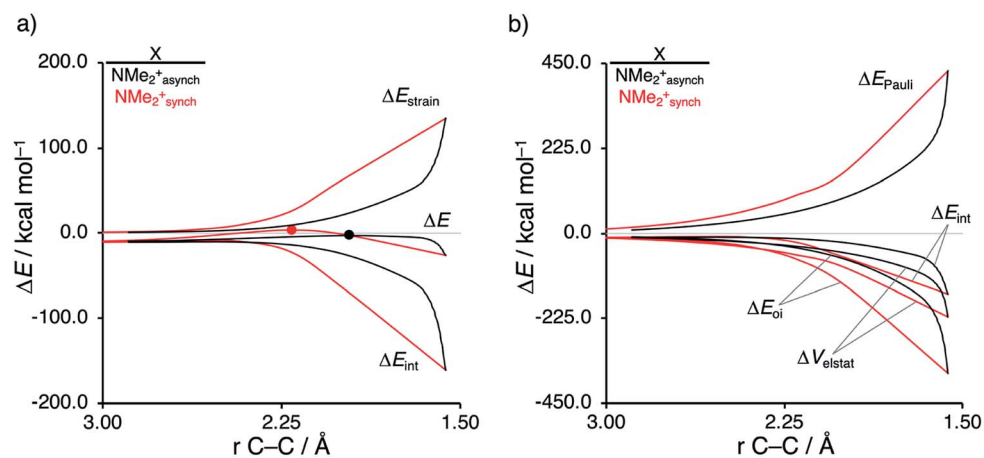 a)
X
NMe₂⁺asynch
NMe₂⁺synch
ΔE / kcal mol⁻¹
200.0
100.0
0.0
-100.0
-200.0
3.00
2.25
1.50
r C–C / Å
ΔEstrain
ΔE
ΔEint
b)
X
NMe₂⁺asynch
NMe₂⁺synch
ΔE / kcal mol⁻¹
450.0
225.0
0.0
-225.0
-450.0
3.00
2.25
1.50
r C–C / Å
ΔEPauli
ΔEint
ΔEoi
ΔVelstat